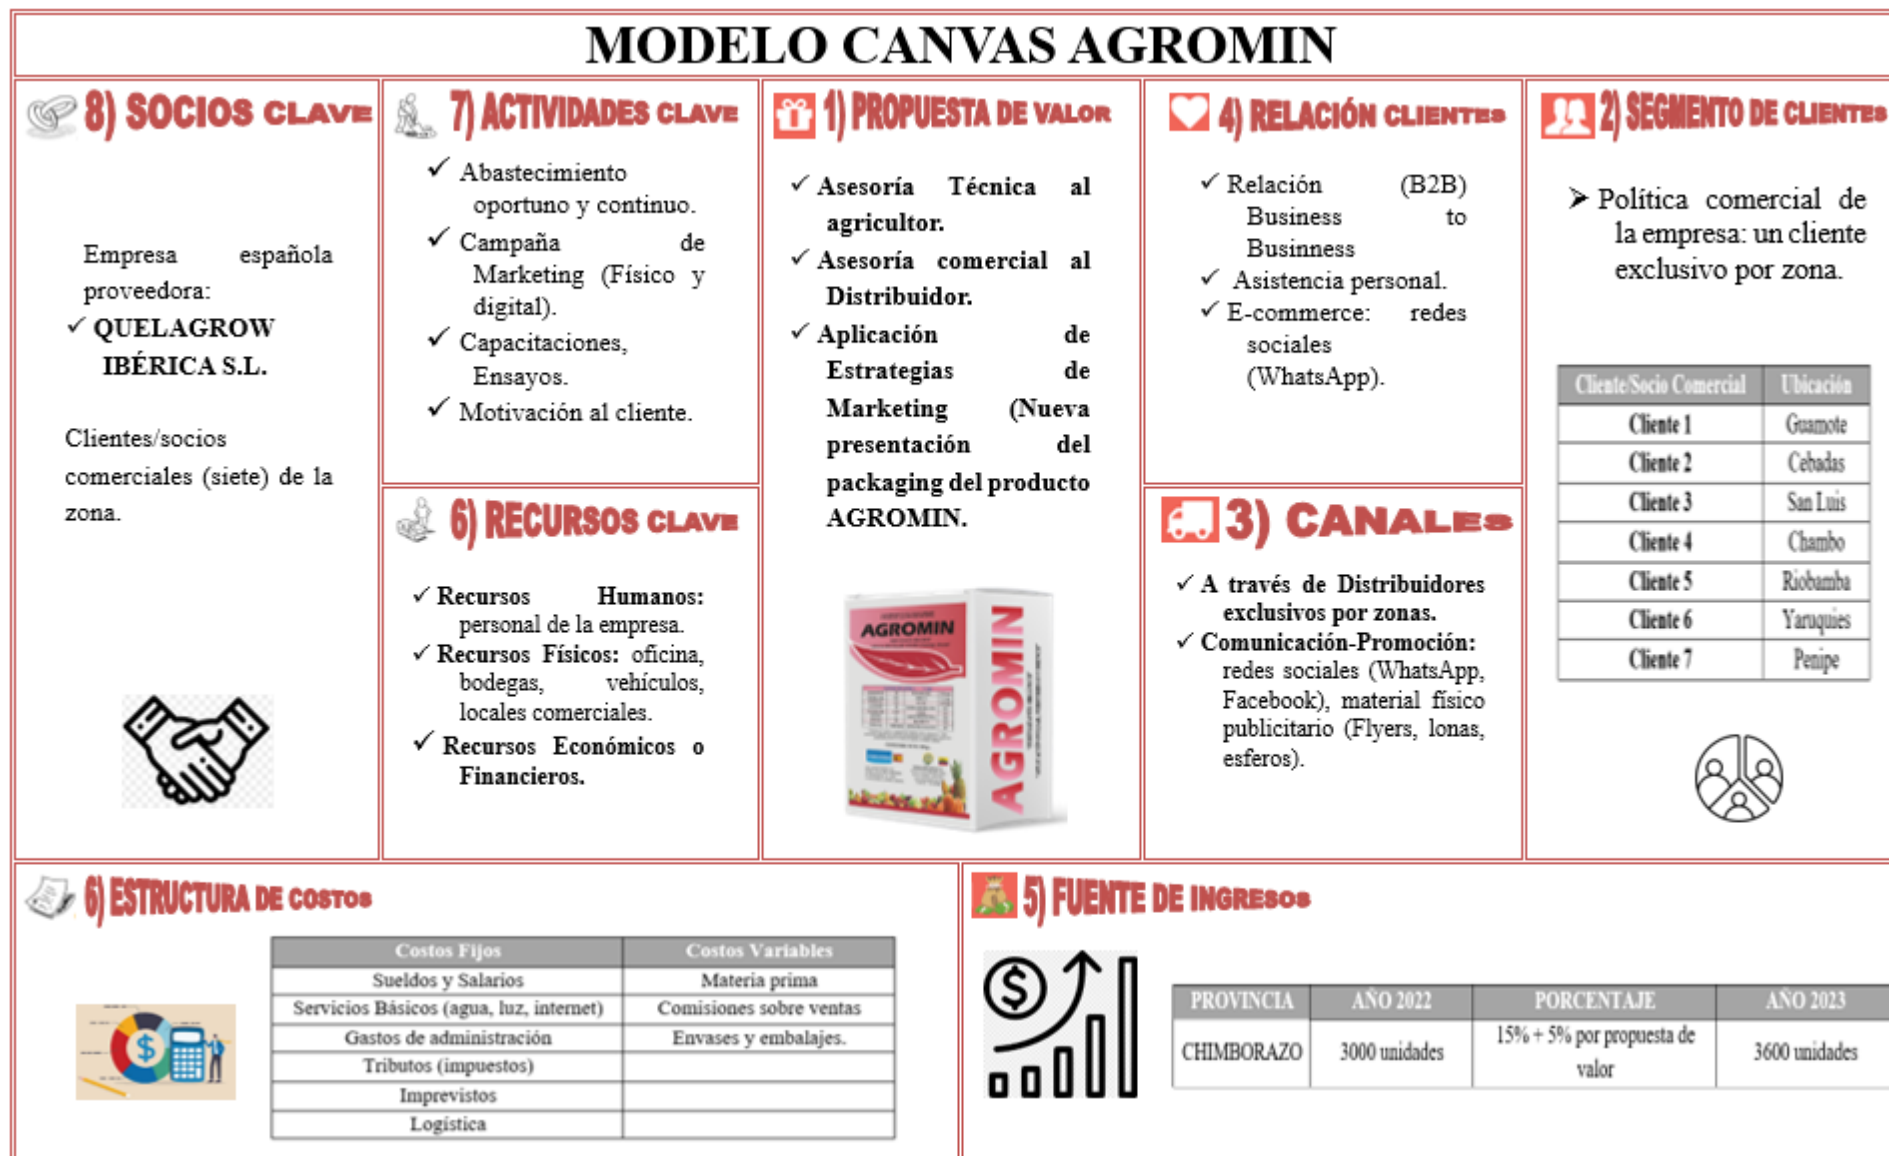 MODELO CANVAS AGROMIN
8) SOCIOS CLAVE
Empresa española
proveedora:
✓ QUELAGROW
IBÉRICA S.L.
Clientes/socios
comerciales (siete) de la
zona.
7) ACTIVIDADES CLAVE
✓ Abastecimiento
oportuno y continuo.
✓ Campaña de
Marketing (Físico y
digital).
✓ Capacitaciones,
Ensayos.
✓ Motivación al cliente.
6) RECURSOS CLAVE
✓ Recursos Humanos:
personal de la empresa.
✓ Recursos Físicos: oficina,
bodegas, vehículos,
locales comerciales.
✓ Recursos Económicos o
Financieros.
1) PROPUESTA DE VALOR
✓ Asesoría Técnica al
agricultor.
✓ Asesoría comercial al
Distribuidor.
✓ Aplicación de
Estrategias de
Marketing (Nueva
presentación del
packaging del producto
AGROMIN.
AGROMIN
AGROMIN
4) RELACIÓN CLIENTES
✓ Relación (B2B)
Business to
Businness
✓ Asistencia personal.
✓ E-commerce: redes
sociales
(WhatsApp).
3) CANALES
✓ A través de Distribuidores
exclusivos por zonas.
✓ Comunicación-Promoción:
redes sociales (WhatsApp,
Facebook), material físico
publicitario (Flyers, lonas,
esferos).
2) SEGMENTO DE CLIENTES
➢ Política comercial de
la empresa: un cliente
exclusivo por zona.
Cliente/Socio Comercial Ubicación
Cliente 1 Guamote
Cliente 2 Cebadas
Cliente 3 San Luis
Cliente 4 Chambo
Cliente 5 Riobamba
Cliente 6 Yaruquies
Cliente 7 Penipe
6) ESTRUCTURA DE COSTOS
Costos Fijos Costos Variables
Sueldos y Salarios Materia prima
Servicios Básicos (agua, luz, internet) Comisiones sobre ventas
Gastos de administración Envases y embalajes.
Tributos (impuestos)
Imprevistos
Logística
5) FUENTE DE INGRESOS
PROVINCIA AÑO 2022 PORCENTAJE AÑO 2023
CHIMBORAZO 3000 unidades 15% + 5% por propuesta de
valor 3600 unidades